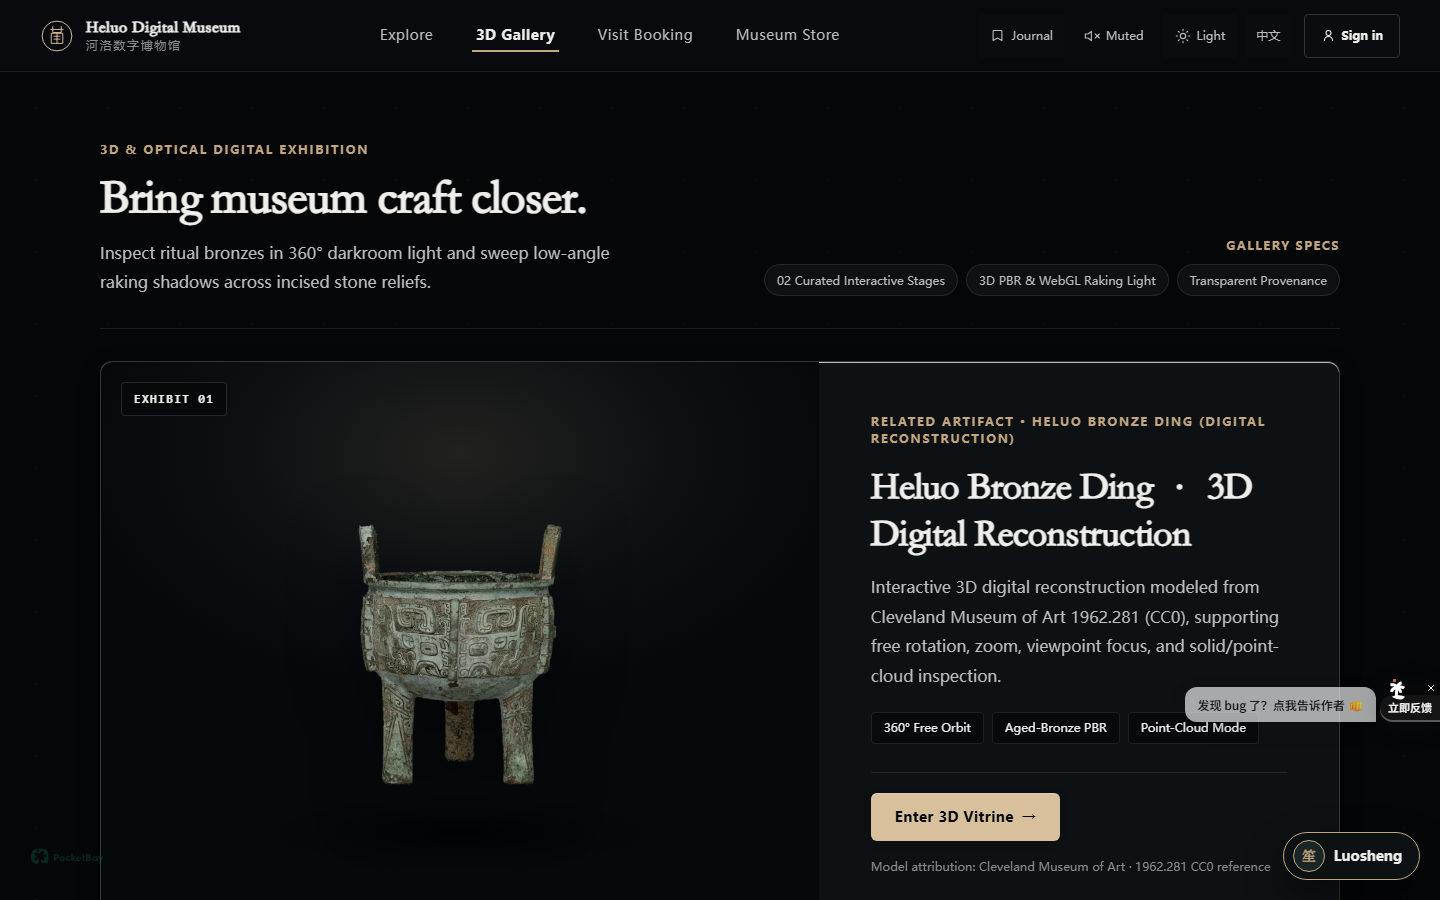 Heluo Digital Museum
河洛数字博物馆
Explore
3D Gallery
Visit Booking
Museum Store
Journal
Muted
Light
中文
Sign in
3D & OPTICAL DIGITAL EXHIBITION
Bring museum craft closer.
Inspect ritual bronzes in 360° darkroom light and sweep low-angle
raking shadows across incised stone reliefs.
GALLERY SPECS
02 Curated Interactive Stages
3D PBR & WebGL Raking Light
Transparent Provenance
EXHIBIT 01
RELATED ARTIFACT • HELUO BRONZE DING (DIGITAL
RECONSTRUCTION)
Heluo Bronze Ding · 3D
Digital Reconstruction
Interactive 3D digital reconstruction modeled from
Cleveland Museum of Art 1962.281 (CC0), supporting
free rotation, zoom, viewpoint focus, and solid/point-
cloud inspection.
发现 bug 了？点我告诉作者 👊
立即反馈
360° Free Orbit
Aged-Bronze PBR
Point-Cloud Mode
Enter 3D Vitrine →
Model attribution: Cleveland Museum of Art · 1962.281 CC0 reference
笙
Luosheng
PocketBay